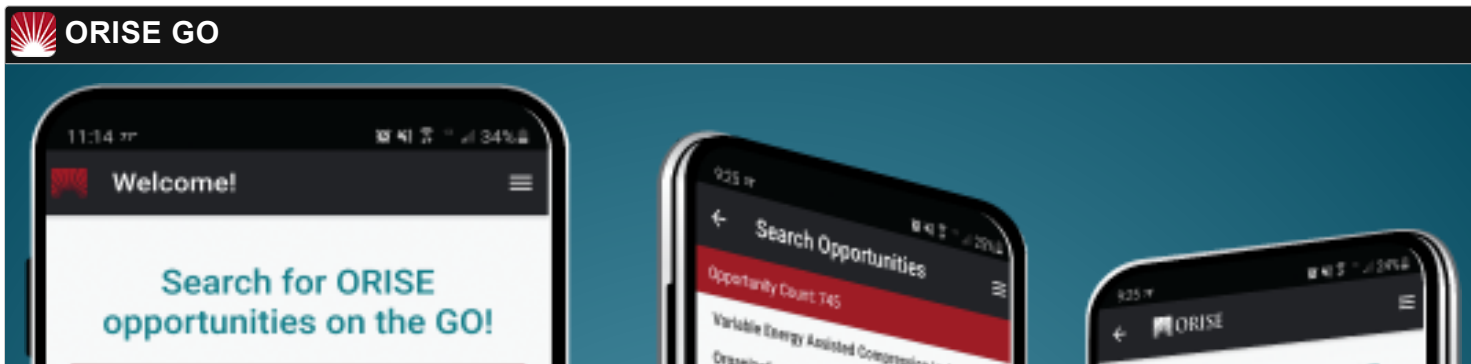 ORISE GO
11:14
34%
Welcome!
Search for ORISE
opportunities on the GO!
9:25
Search Opportunities
Opportunity Count: 745
Variable Energy Assisted Compression
9:25
ORISE